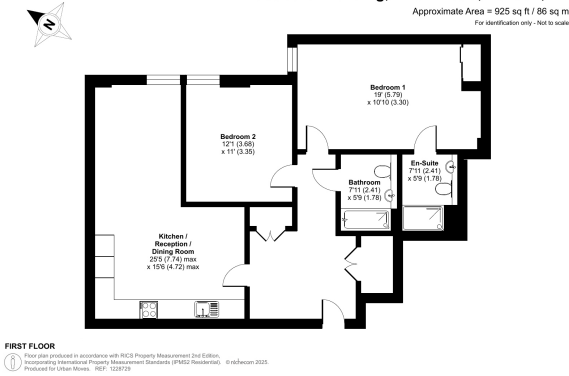 Approximate Area = 925 sq ft / 86 sq m
For identification only - Not to scale
N
Bedroom 1
19' (5.79)
x 10'10 (3.30)
Bedroom 2
12'1 (3.68)
x 11' (3.35)
En-Suite
7'11 (2.41)
x 5'9 (1.78)
Bathroom
7'11 (2.41)
x 5'9 (1.78)
Kitchen /
Reception /
Dining Room
25'5 (7.74) max
x 15'6 (4.72) max
FIRST FLOOR
Floor plan produced in accordance with RICS Property Measurement 2nd Edition,
Incorporating International Property Measurement Standards (IPMS2 Residential). © nichecom 2025.
Produced for Urban Moves. REF: 1228729